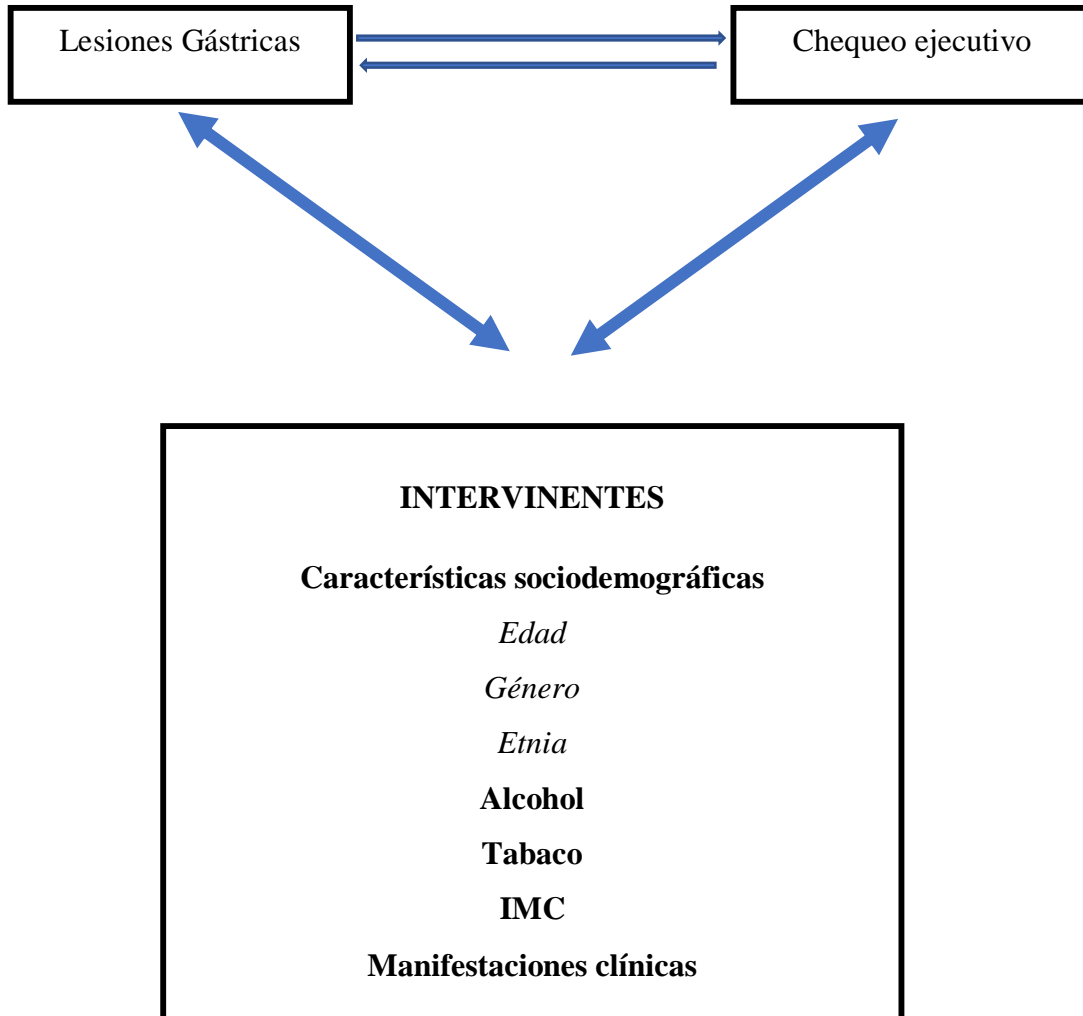 Lesiones Gástricas
Chequeo ejecutivo
INTERVINENTES
Características sociodemográficas
Edad
Género
Etnia
Alcohol
Tabaco
IMC
Manifestaciones clínicas